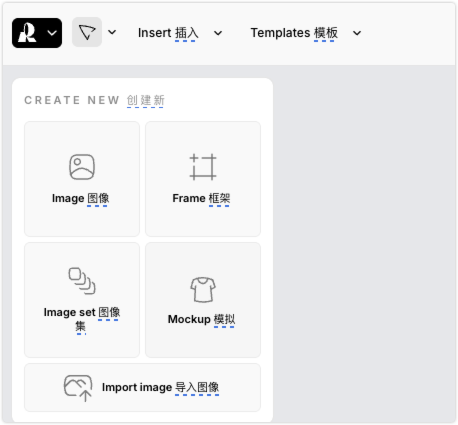 Insert 插入
Templates 模板
CREATE NEW 创建新
Image 图像
Frame 框架
Image set 图像
集
Mockup 模拟
Import image 导入图像